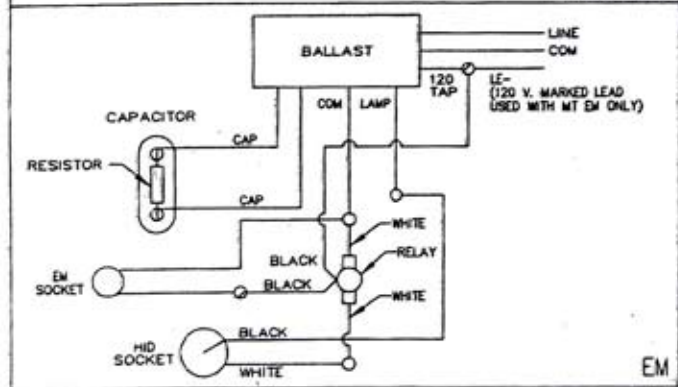 LINE
BALLAST
COM
120
TAP
LE-
(120 V. MARKED LEAD
USED WITH MT EM ONLY)
COM
LAMP
CAPACITOR
CAP
RESISTOR
CAP
WHITE
BLACK
RELAY
EM
SOCKET
BLACK
WHITE
BLACK
HID
SOCKET
WHITE
EM